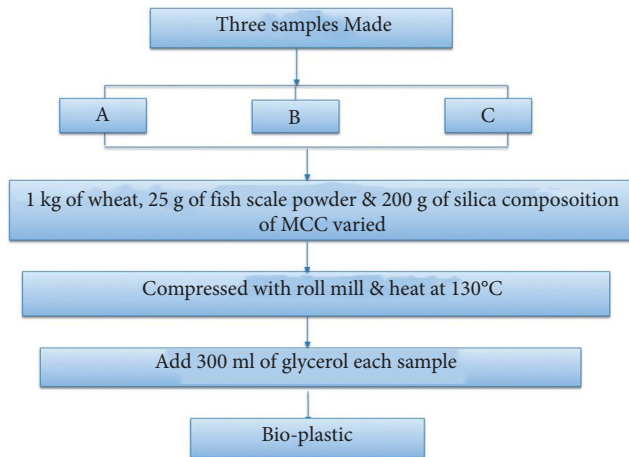 Three samples Made
A
B
C
1 kg of wheat, 25 g of fish scale powder & 200 g of silica composoition
of MCC varied
Compressed with roll mill & heat at 130°C
Add 300 ml of glycerol each sample
Bio-plastic